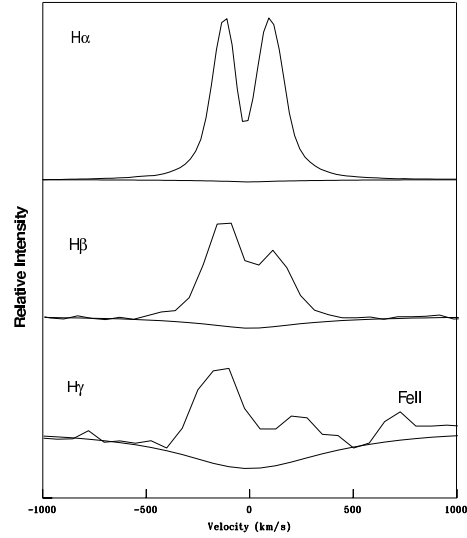 Hα
Hβ
Hγ
FeII
Relative Intensity
-1000 -500 0 500 1000
Velocity (km/s)